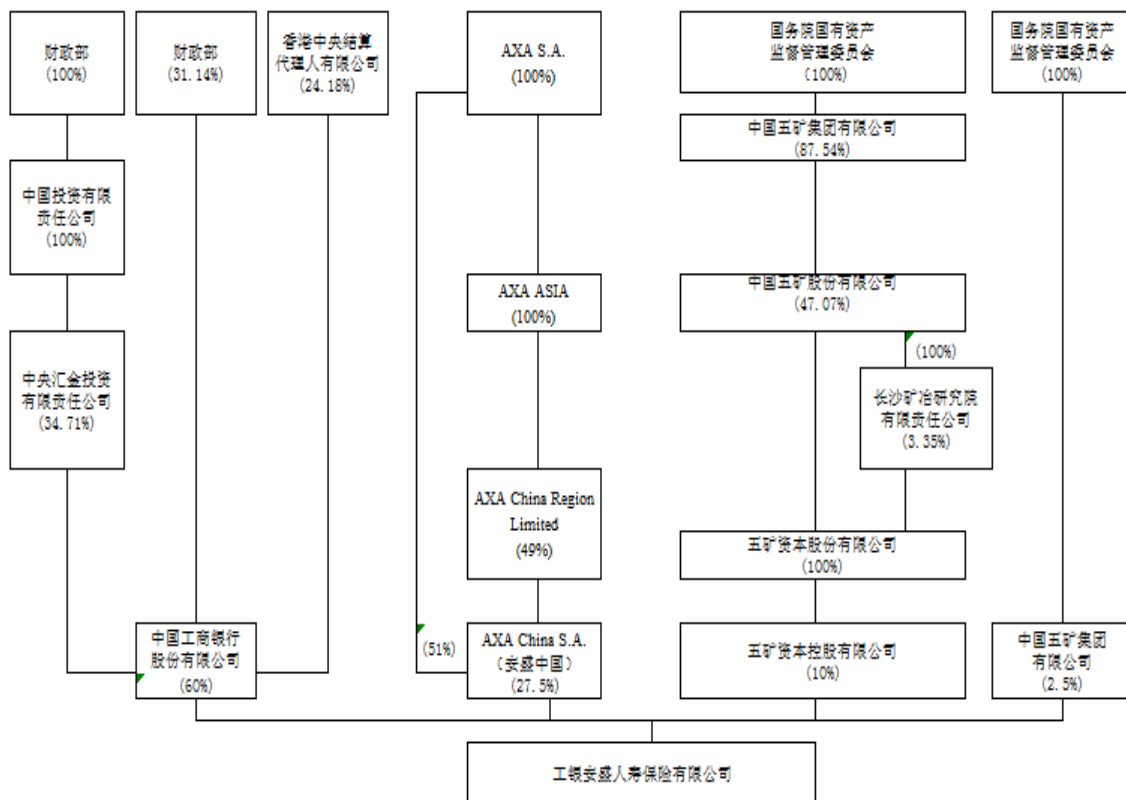 财政部
(100%)
财政部
(31.14%)
香港中央结算
代理人有限公司
(24.18%)
AXA S.A.
(100%)
国务院国有资产
监督管理委员会
(100%)
国务院国有资产
监督管理委员会
(100%)
中国五矿集团有限公司
(87.54%)
中国投资有限
责任公司
(100%)
AXA ASIA
(100%)
中国五矿股份有限公司
(47.07%)
中央汇金投资
有限责任公司
(34.71%)
(100%)
长沙矿冶研究院
有限责任公司
(3.35%)
AXA China Region
Limited
(49%)
五矿资本股份有限公司
(100%)
中国工商银行
股份有限公司
(60%)
(51%)
AXA China S.A.
（安盛中国）
(27.5%)
五矿资本控股有限公司
(10%)
中国五矿集团
有限公司
(2.5%)
工银安盛人寿保险有限公司